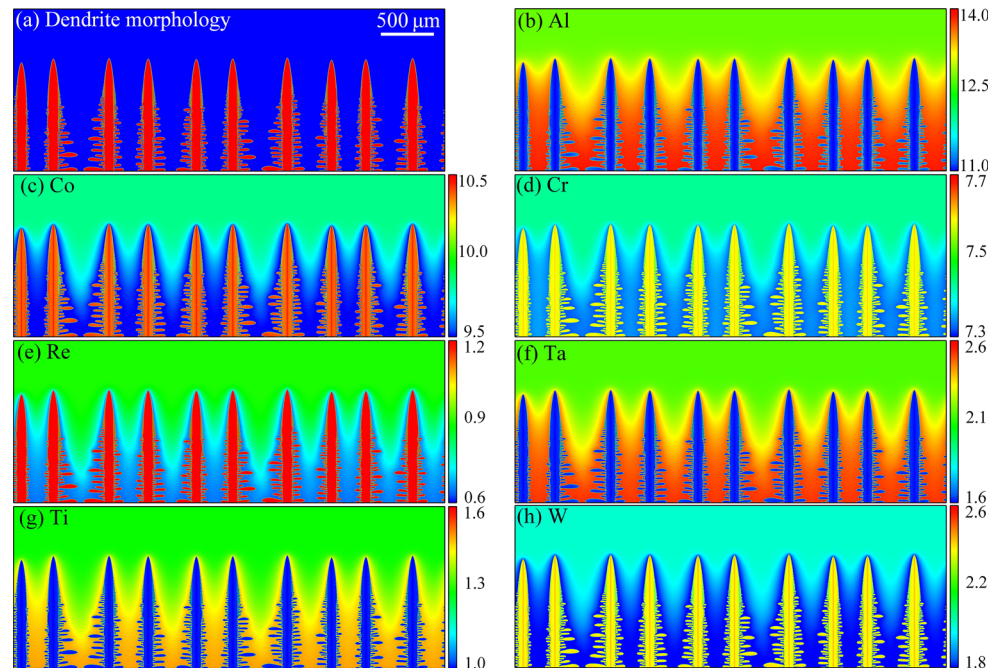 (a) Dendrite morphology
500 μm
(b) Al
14.0
12.5
11.0
(c) Co
10.5
10.0
9.5
(d) Cr
7.7
7.5
7.3
(e) Re
1.2
0.9
0.6
(f) Ta
2.6
2.1
1.6
(g) Ti
1.6
1.3
1.0
(h) W
2.6
2.2
1.8